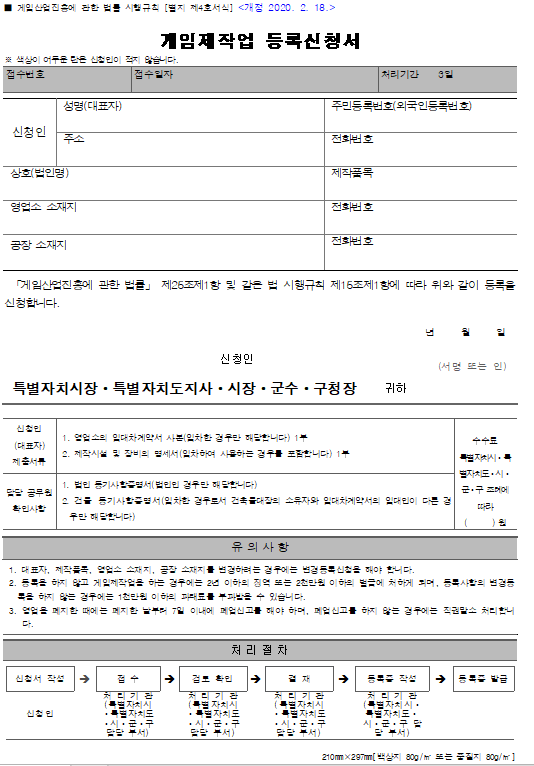 ■ 게임산업진흥에 관한 법률 시행규칙 [별지 제4호서식] <개정 2020. 2. 18.>
게임제작업 등록신청서
※ 색상이 어두운 란은 신청인이 적지 않습니다.
접수번호 접수일자 처리기간 3일
신청인
성명(대표자) 주민등록번호(외국인등록번호)
주소 전화번호
상호(법인명) 제작품목
영업소 소재지 전화번호
공장 소재지 전화번호
「게임산업진흥에 관한 법률」 제25조제1항 및 같은 법 시행규칙 제16조제1항에 따라 위와 같이 등록을
신청합니다.
년 월 일
신청인
(서명 또는 인)
특별자치시장・특별자치도지사・시장・군수・구청장 귀하
신청인
(대표자)
제출서류
1. 영업소의 임대차계약서 사본(임차한 경우만 해당합니다) 1부
2. 제작시설 및 장비의 명세서(임차하여 사용하는 경우를 포함합니다) 1부
수수료
특별자치시・특
별자치도・시・
군・구 조례에
따라
( ) 원
담당 공무원
확인사항
1. 법인 등기사항증명서(법인인 경우만 해당합니다)
2. 건물 등기사항증명서(임차한 경우로서 건축물대장의 소유자와 임대차계약서의 임대인이 다른 경
우만 해당합니다)
유 의 사 항
1. 대표자, 제작품목, 영업소 소재지, 공장 소재지를 변경하려는 경우에는 변경등록신청을 해야 합니다.
2. 등록을 하지 않고 게임제작업을 하는 경우에는 2년 이하의 징역 또는 2천만원 이하의 벌금에 처하게 되며, 등록사항의 변경등
록을 하지 않는 경우에는 1천만원 이하의 과태료를 부과받을 수 있습니다.
3. 영업을 폐지한 때에는 폐지한 날부터 7일 이내에 폐업신고를 해야 하며, 폐업신고를 하지 않는 경우에는 직권말소 처리합니
다.
처 리 절 차
신청서 작성 ➔ 접 수 ➔ 검토 확인 ➔ 결 재 ➔ 등록증 작성 ➔ 등록증 발급
신청인
처 리 기 관
(특별자치시
・특별자치도
・시・군・구
담당 부서)
처 리 기 관
(특별자치시
・특별자치도
・시・군・구
담당 부서)
처 리 기 관
(특별자치시
・특별자치도
・시・군・구
담당 부서)
처 리 기 관
(특별자치시
・특별자치도・
시・군・구 담
당 부서)
210㎜×297㎜[백상지 80g/㎡ 또는 중질지 80g/㎡]